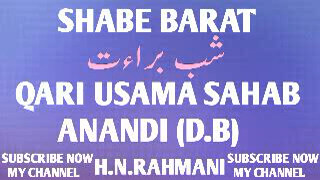 SHABE BARAT
شب براءت
QARI USAMA SAHAB
ANANDI (D.B)
SUBSCRIBE NOW
MY CHANNEL
H.N.RAHMANI
SUBSCRIBE NOW
MY CHANNEL